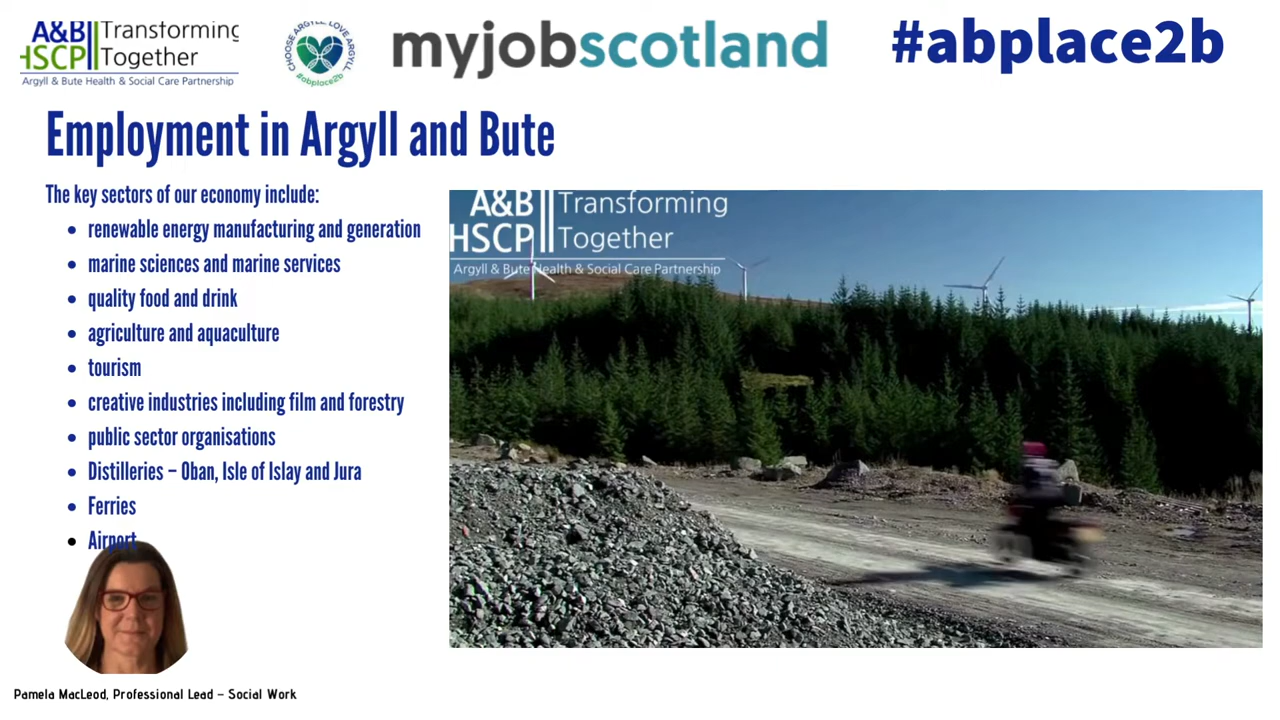 A&B Transforming
HSCP Together
Argyll & Bute Health & Social Care Partnership
CHOOSE ARGYLL, LOVE ARGYLL
#abplace2b
myjobscotland
#abplace2b
Employment in Argyll and Bute
The key sectors of our economy include:
• renewable energy manufacturing and generation
• marine sciences and marine services
• quality food and drink
• agriculture and aquaculture
• tourism
• creative industries including film and forestry
• public sector organisations
• Distilleries – Oban, Isle of Islay and Jura
• Ferries
• Airport
A&B Transforming
HSCP Together
Argyll & Bute Health & Social Care Partnership
Pamela MacLeod, Professional Lead – Social Work